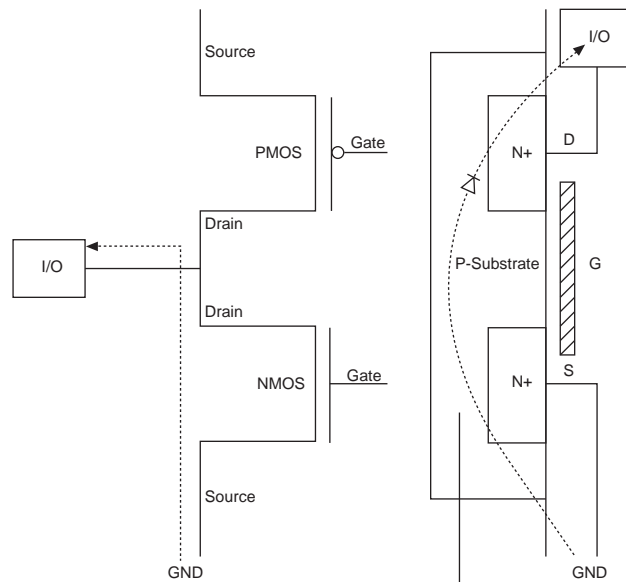 Source
PMOS
Gate
Drain
I/O
Drain
NMOS
Gate
Source
GND
I/O
D
N+
P-Substrate
G
S
N+
GND